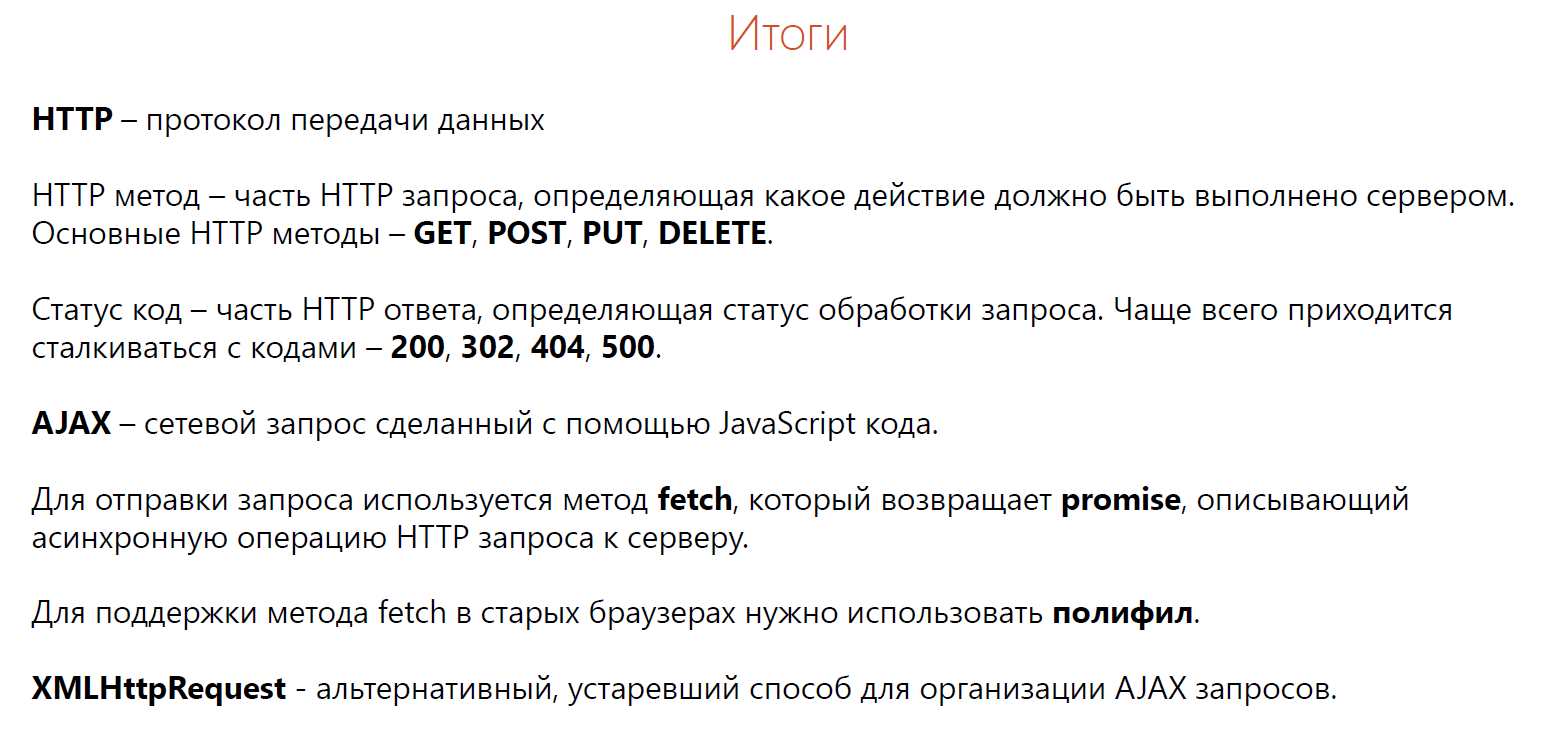 Итоги
HTTP – протокол передачи данных
HTTP метод – часть HTTP запроса, определяющая какое действие должно быть выполнено сервером.
Основные HTTP методы – GET, POST, PUT, DELETE.
Статус код – часть HTTP ответа, определяющая статус обработки запроса. Чаще всего приходится
сталкиваться с кодами – 200, 302, 404, 500.
AJAX – сетевой запрос сделанный с помощью JavaScript кода.
Для отправки запроса используется метод fetch, который возвращает promise, описывающий
асинхронную операцию HTTP запроса к серверу.
Для поддержки метода fetch в старых браузерах нужно использовать полифил.
XMLHttpRequest - альтернативный, устаревший способ для организации AJAX запросов.